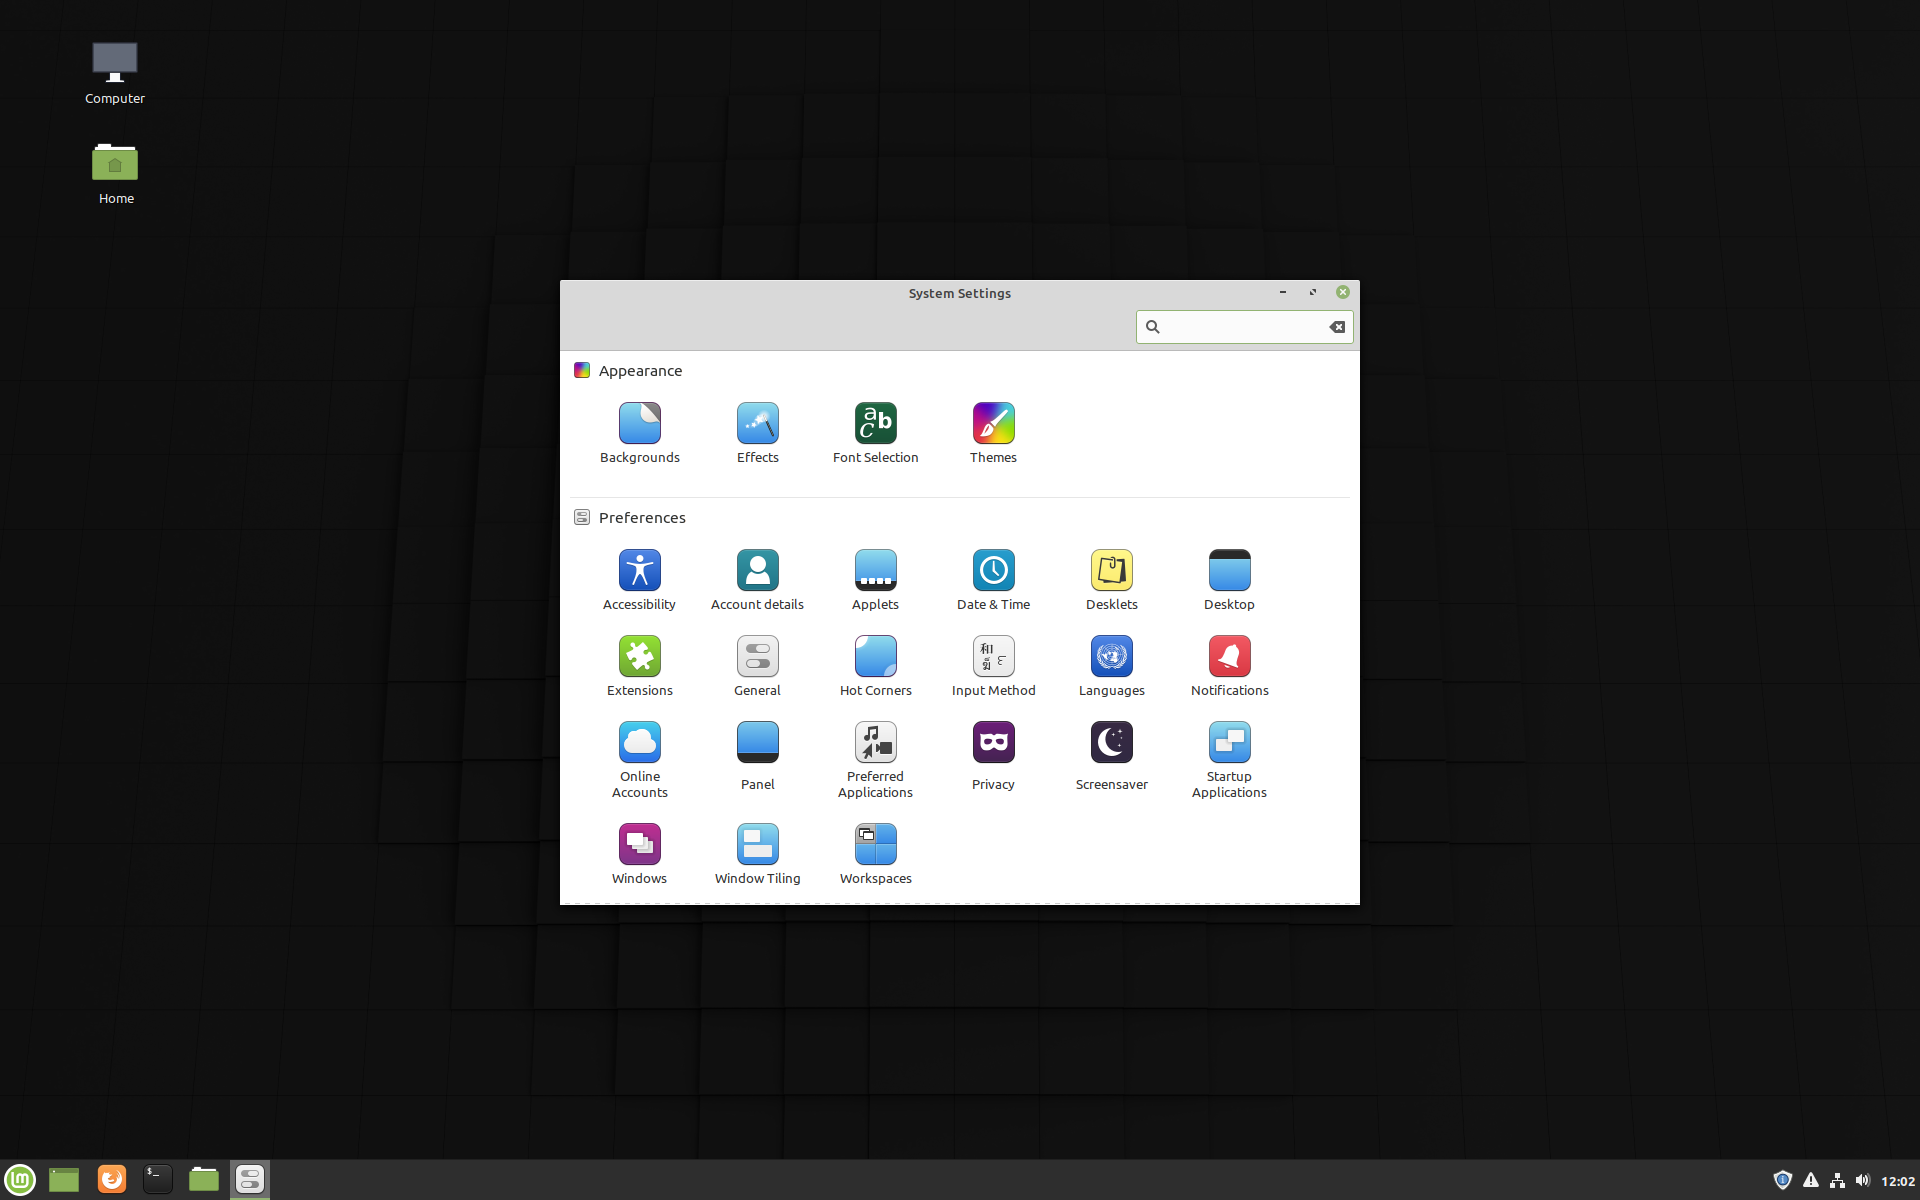 Computer
Home
System Settings
Appearance
Backgrounds
Effects
Font Selection
Themes
Preferences
Accessibility
Account details
Applets
Date & Time
Desklets
Desktop
Extensions
General
Hot Corners
Input Method
Languages
Notifications
Online
Accounts
Panel
Preferred
Applications
Privacy
Screensaver
Startup
Applications
Windows
Window Tiling
Workspaces
12:02